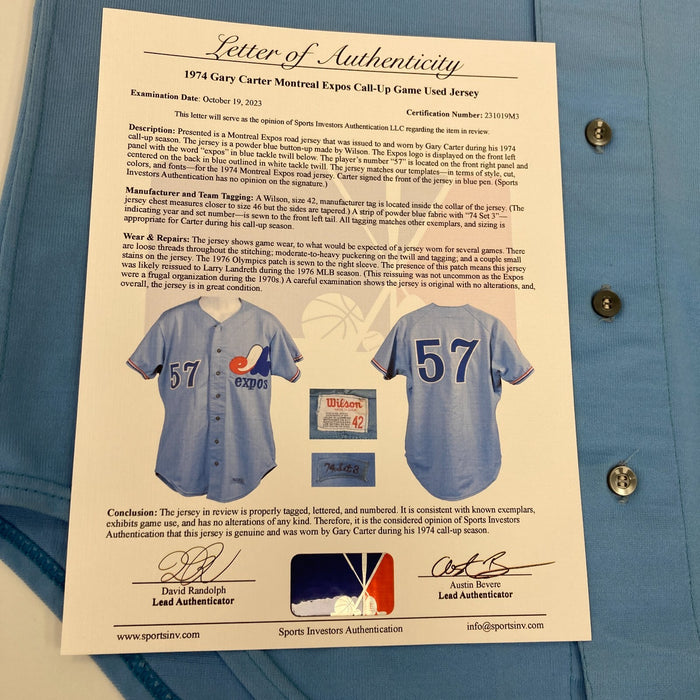 Letter of Authenticity
1974 Gary Carter Montreal Expos Call-Up Game Used Jersey
Examination Date: October 19, 2023
Certification Number: 231019M3
This letter will serve as the opinion of Sports Investors Authentication LLC regarding the item in review.
Description: Presented is a Montreal Expos road jersey that was issued to and worn by Gary Carter during his 1974
call-up season. The jersey is a powder blue button-up made by Wilson. The Expos logo is displayed on the front left
panel with the word "expos" in blue tackle twill below. The player's number "57" is located on the front right panel and
centered on the back in blue outlined in white tackle twill. The jersey matches our templates—in terms of style, cut,
colors, and fonts—for the 1974 Montreal Expos road jersey. Carter signed the front of the jersey in blue pen. (Sports
Investors Authentication has no opinion on the signature.)
Manufacturer and Team Tagging: A Wilson, size 42, manufacturer tag is located inside the collar of the jersey. (The
jersey chest measures closer to size 46 but the sides are tapered.) A strip of powder blue fabric with "74 Set 3"—
indicating year and set number—is sewn to the front left tail. All tagging matches other exemplars, and sizing is
appropriate for Carter during his call-up season.
Wear & Repairs: The jersey shows game wear, to what would be expected of a jersey worn for several games. There
are loose threads throughout the stitching; moderate-to-heavy puckering on the twill and tagging; and a couple small
stains on the jersey. The 1976 Olympics patch is sewn to the right sleeve. The presence of this patch means this jersey
was likely reissued to Larry Landreth during the 1976 MLB season. (This reissuing was not uncommon as the Expos
were a frugal organization during the 1970s.) A careful examination shows the jersey is original with no alterations, and,
overall, the jersey is in great condition.
57
expos
57
Wilson
42
74 Set 3
Conclusion: The jersey in review is properly tagged, lettered, and numbered. It is consistent with known exemplars,
exhibits game use, and has no alterations of any kind. Therefore, it is the considered opinion of Sports Investors
Authentication that this jersey is genuine and was worn by Gary Carter during his 1974 call-up season.
David Randolph
Lead Authenticator
Austin Bevere
Lead Authenticator
www.sportsinv.com
Sports Investors Authentication
info@sportsinv.com